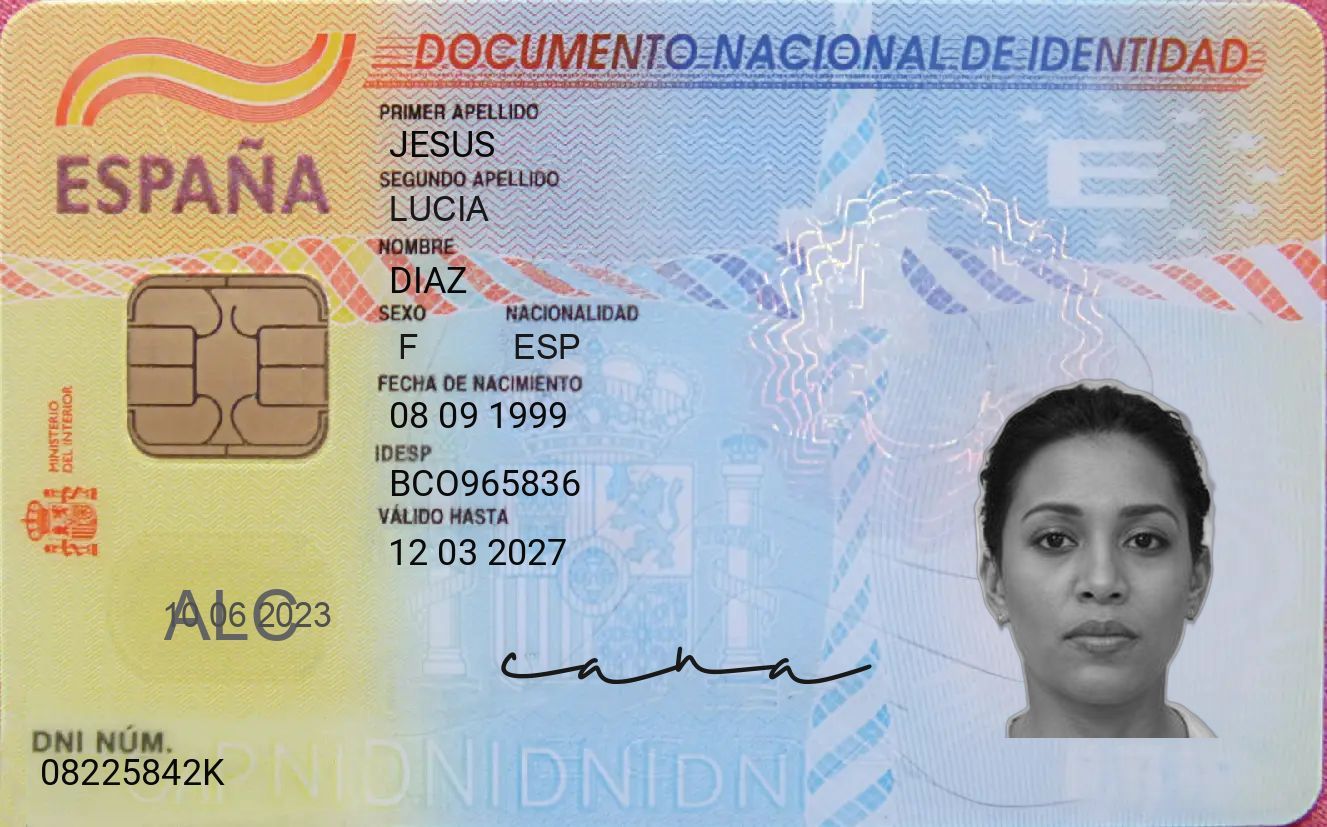 DOCUMENTO NACIONAL DE IDENTIDAD
ESPAÑA
PRIMER APELLIDO
JESUS
SEGUNDO APELLIDO
LUCIA
NOMBRE
DIAZ
SEXO NACIONALIDAD
F ESP
FECHA DE NACIMIENTO
08 09 1999
IDESP
BCO965836
VÁLIDO HASTA
12 03 2027
MINISTERIO
DEL INTERIOR
E
ALC
10 06 2023
cana
DNI NÚM.
08225842K
DNIDNIDNIDN